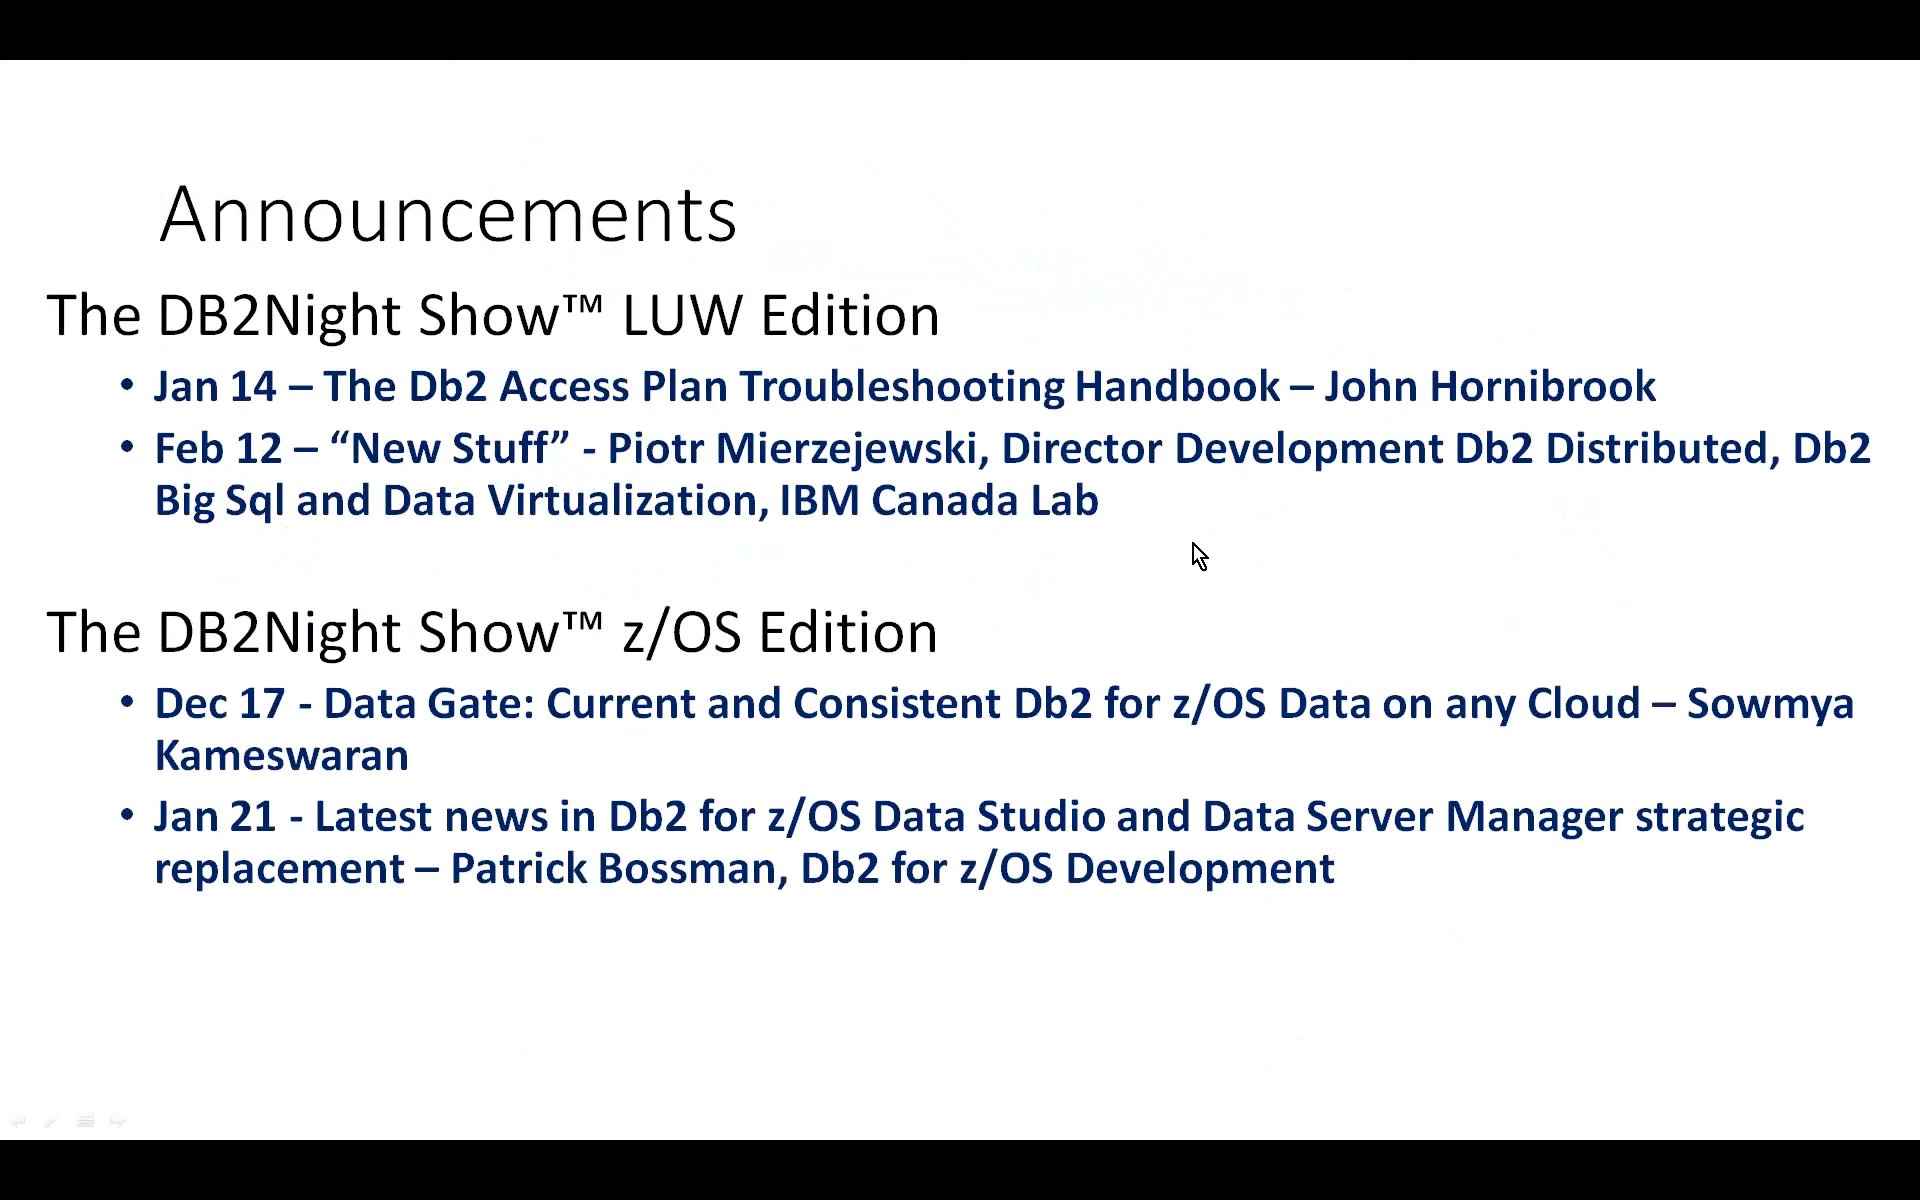 Announcements
The DB2Night Show™ LUW Edition
• Jan 14 – The Db2 Access Plan Troubleshooting Handbook – John Hornibrook
• Feb 12 – “New Stuff” - Piotr Mierzejewski, Director Development Db2 Distributed, Db2
Big Sql and Data Virtualization, IBM Canada Lab
The DB2Night Show™ z/OS Edition
• Dec 17 - Data Gate: Current and Consistent Db2 for z/OS Data on any Cloud – Sowmya
Kameswaran
• Jan 21 - Latest news in Db2 for z/OS Data Studio and Data Server Manager strategic
replacement – Patrick Bossman, Db2 for z/OS Development